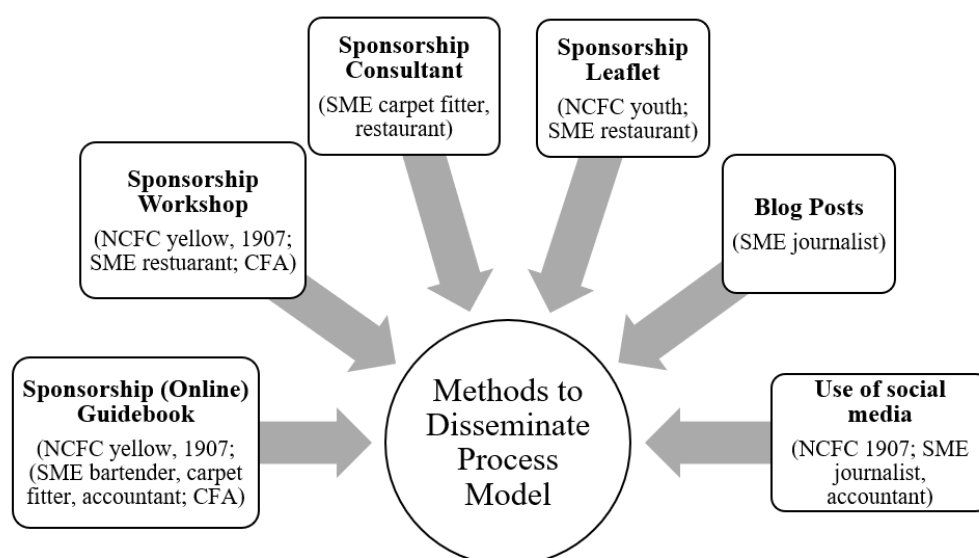 Sponsorship
Consultant
(SME carpet fitter,
restaurant)
Sponsorship
Leaflet
(NCFC youth;
SME restaurant)
Sponsorship
Workshop
(NCFC yellow, 1907;
SME restuarant; CFA)
Blog Posts
(SME journalist)
Sponsorship (Online)
Guidebook
(NCFC yellow, 1907;
(SME bartender, carpet
fitter, accountant; CFA)
Methods to
Disseminate
Process
Model
Use of social
media
(NCFC 1907; SME
journalist,
accountant)